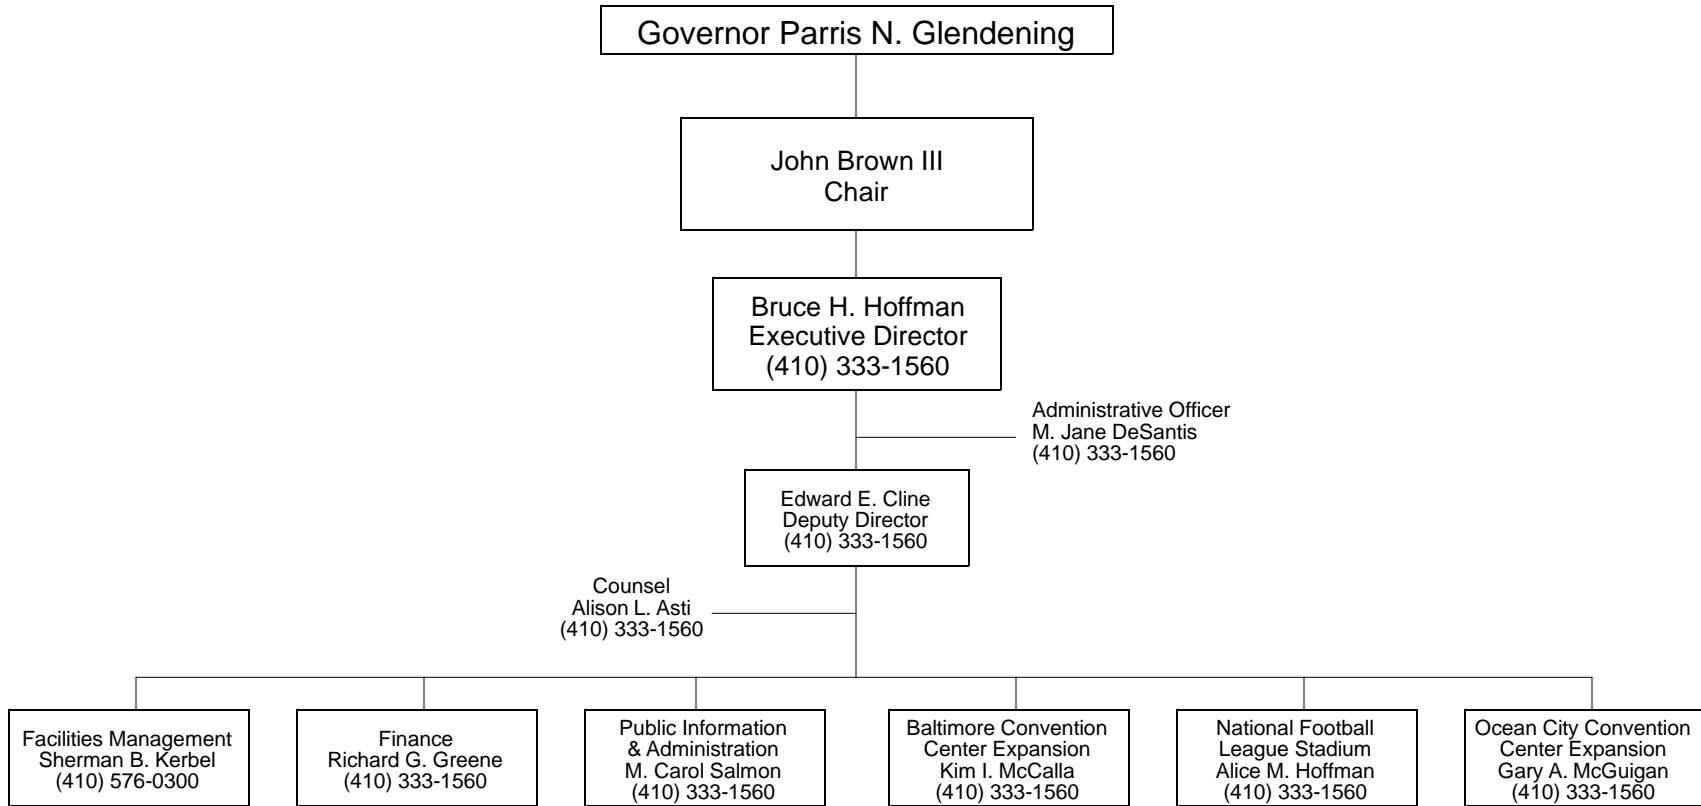 Governor Parris N. Glendening
John Brown III
Chair
Bruce H. Hoffman
Executive Director
(410) 333-1560
Administrative Officer
M. Jane DeSantis
(410) 333-1560
Edward E. Cline
Deputy Director
(410) 333-1560
Counsel
Alison L. Asti
(410) 333-1560
Facilities Management
Sherman B. Kerbel
(410) 576-0300
Finance
Richard G. Greene
(410) 333-1560
Public Information
& Administration
M. Carol Salmon
(410) 333-1560
Baltimore Convention
Center Expansion
Kim I. McCalla
(410) 333-1560
National Football
League Stadium
Alice M. Hoffman
(410) 333-1560
Ocean City Convention
Center Expansion
Gary A. McGuigan
(410) 333-1560